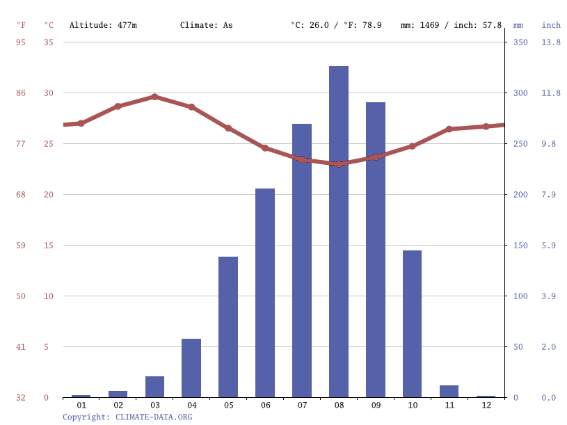 °F °C Altitude: 477m Climate: As °C: 26.0 / °F: 78.9 mm: 1469 / inch: 57.8 mm inch
95 35 350 13.8
86 30 300 11.8
77 25 250 9.8
68 20 200 7.9
59 15 150 5.9
50 10 100 3.9
41 5 50 2.0
32 0 0 0.0
01 02 03 04 05 06 07 08 09 10 11 12
Copyright: CLIMATE-DATA.ORG